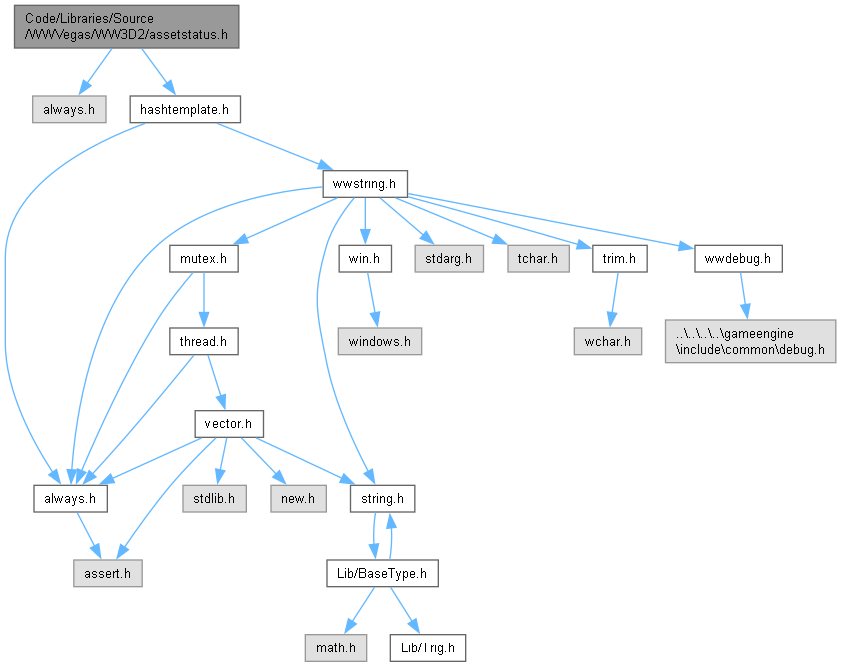 Code/Libraries/Source
/WWVegas/WW3D2/assetstatus.h
always.h
hashtemplate.h
wwstring.h
mutex.h
win.h
stdarg.h
tchar.h
trim.h
wwdebug.h
thread.h
windows.h
wchar.h
..\..\..\..\gameengine
\include\common\debug.h
vector.h
always.h
stdlib.h
new.h
string.h
assert.h
Lib/BaseType.h
math.h
Lib/Trig.h